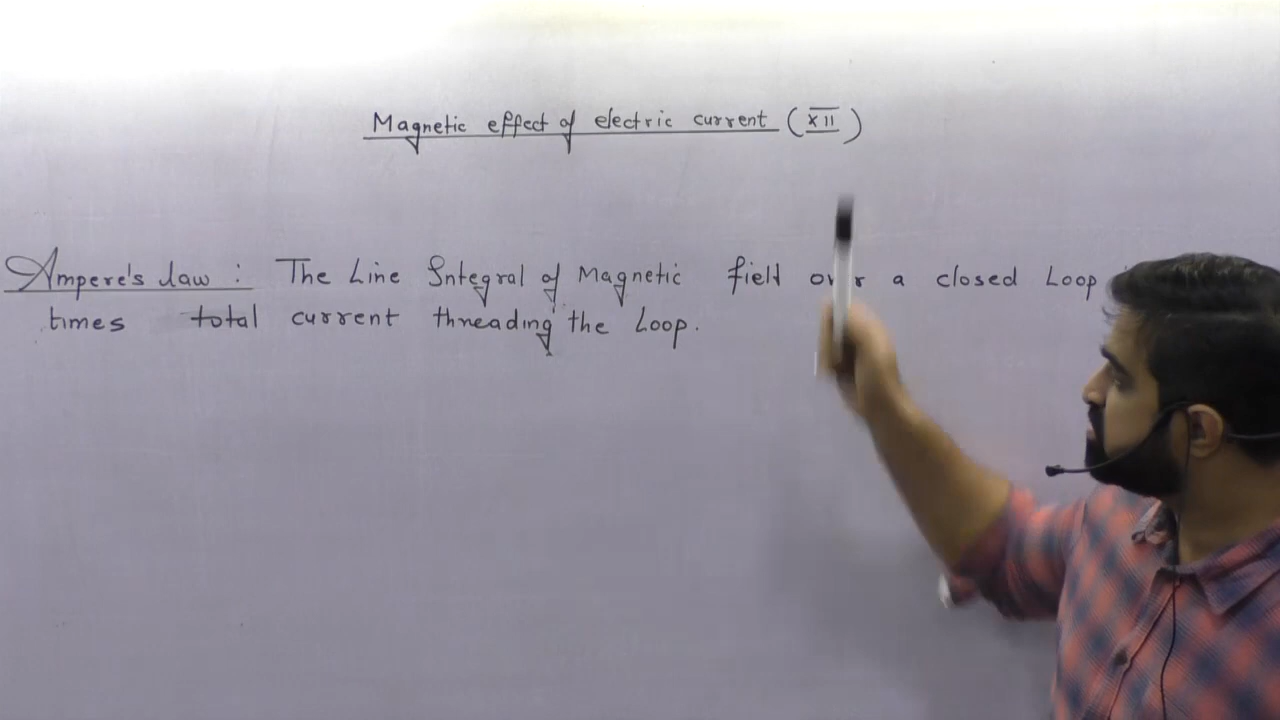 Magnetic effect of electric current (XII)
Ampere's law : The Line Integral of Magnetic field over a closed Loop
times total current threading the Loop.